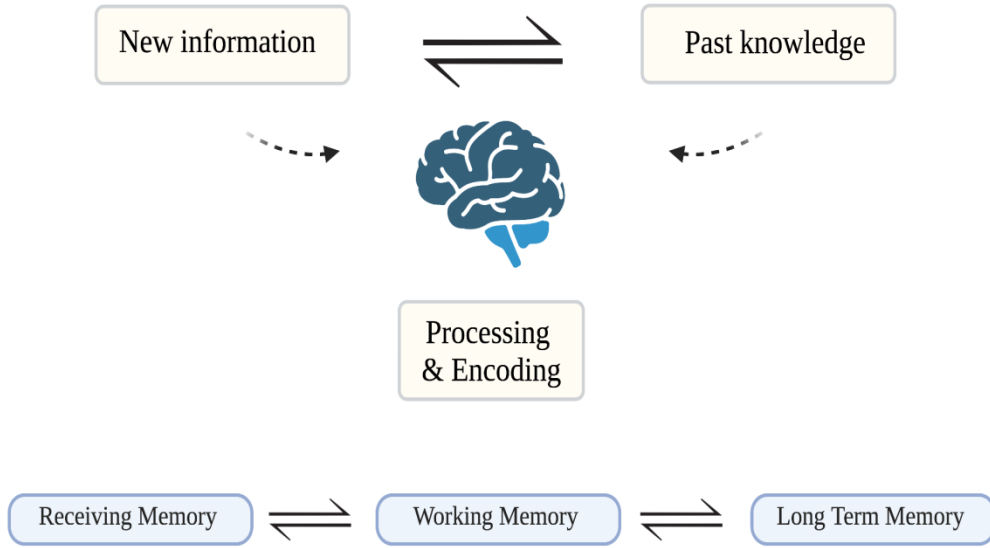 New information
Past knowledge
Processing
& Encoding
Receiving Memory
Working Memory
Long Term Memory